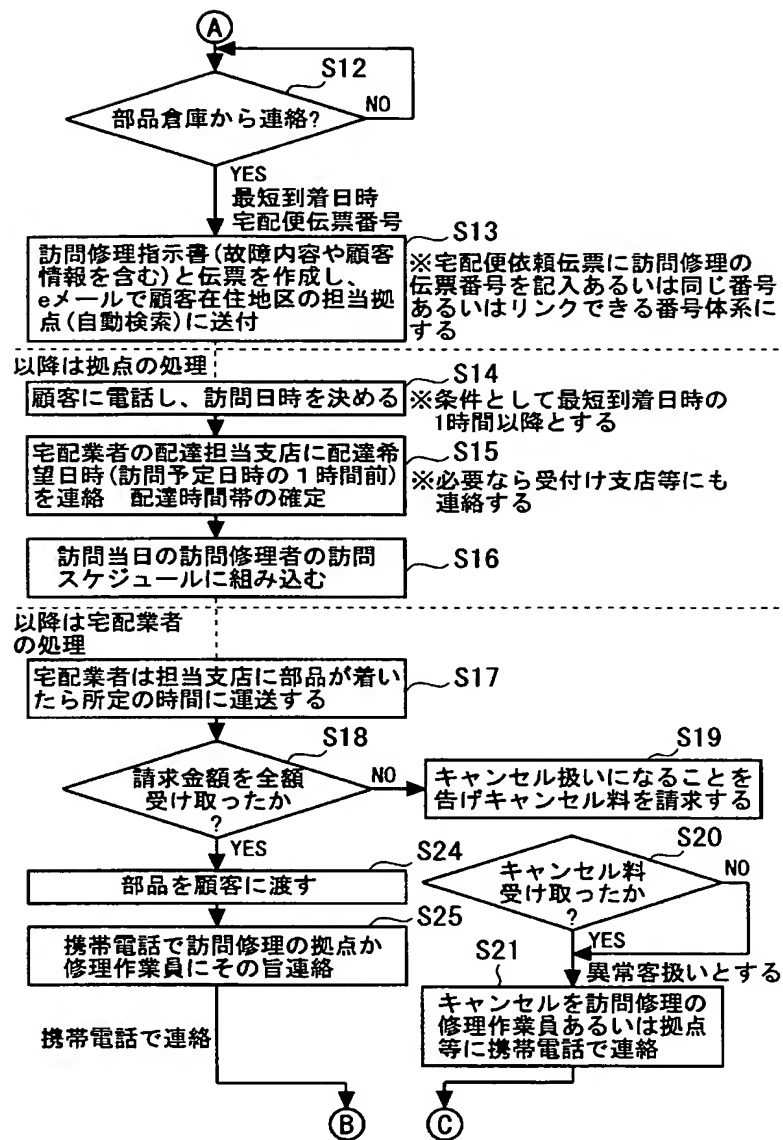 A
S12
部品倉庫から連絡?
NO
YES
最短到着日時
宅配便伝票番号
S13
訪問修理指示書(故障内容や顧客
情報を含む)と伝票を作成し、
eメールで顧客在住地区の担当拠
点(自動検索)に送付
※宅配便依頼伝票に訪問修理の
伝票番号を記入あるいは同じ番号
あるいはリンクできる番号体系に
する
以降は拠点の処理
S14
顧客に電話し、訪問日時を決める
※条件として最短到着日時の
1時間以降とする
S15
宅配業者の配達担当支店に配達希
望日時(訪問予定日時の1時間前)
を連絡 配達時間帯の確定
※必要なら受付け支店等にも
連絡する
訪問当日の訪問修理者の訪問
スケジュールに組み込む
S16
以降は宅配業者
の処理
宅配業者は担当支店に部品が着い
たら所定の時間に運送する
S17
S18
請求金額を全額
受け取ったか
?
NO
YES
S19
キャンセル扱いになることを
告げキャンセル料を請求する
S20
キャンセル料
受け取ったか
?
NO
YES
S24
部品を顧客に渡す
S25
携帯電話で訪問修理の拠点か
修理作業員にその旨連絡
S21
異常客扱いとする
キャンセルを訪問修理の
修理作業員あるいは拠点
等に携帯電話で連絡
携帯電話で連絡
B
C